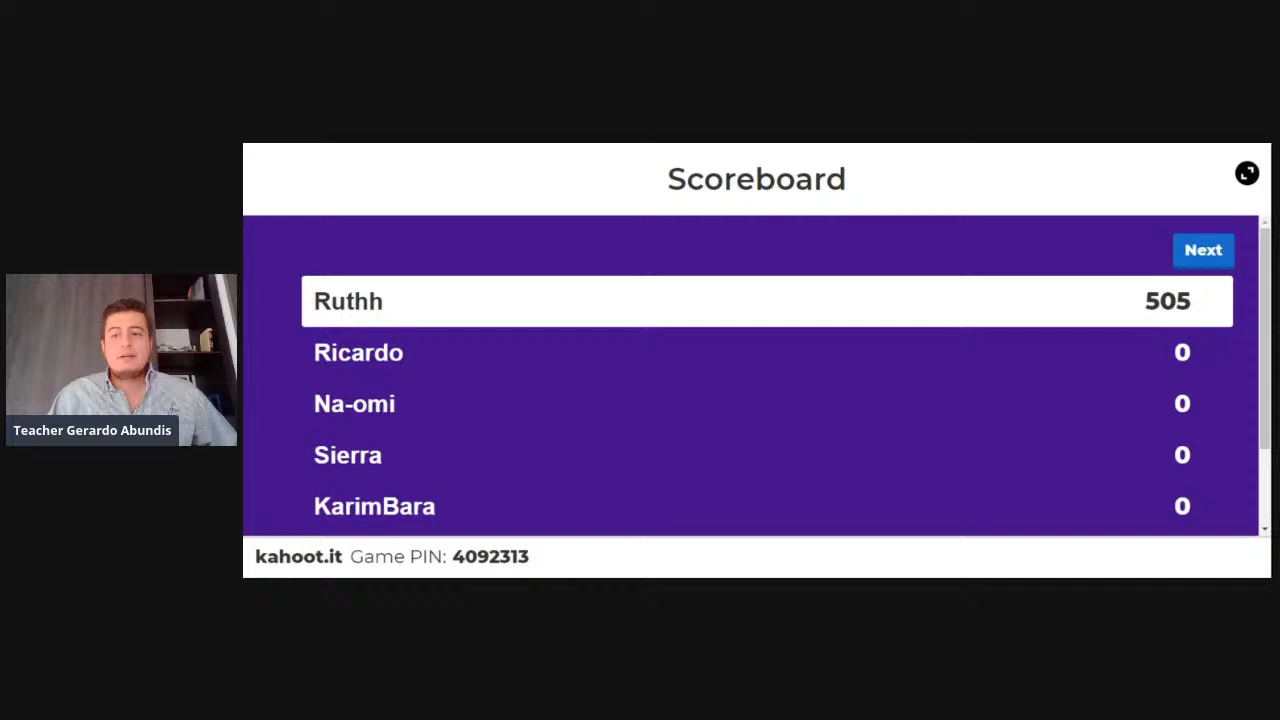 Scoreboard
Next
Ruthh 505
Ricardo 0
Na-omi 0
Sierra 0
KarimBara 0
Teacher Gerardo Abundis
kahoot.it Game PIN: 4092313